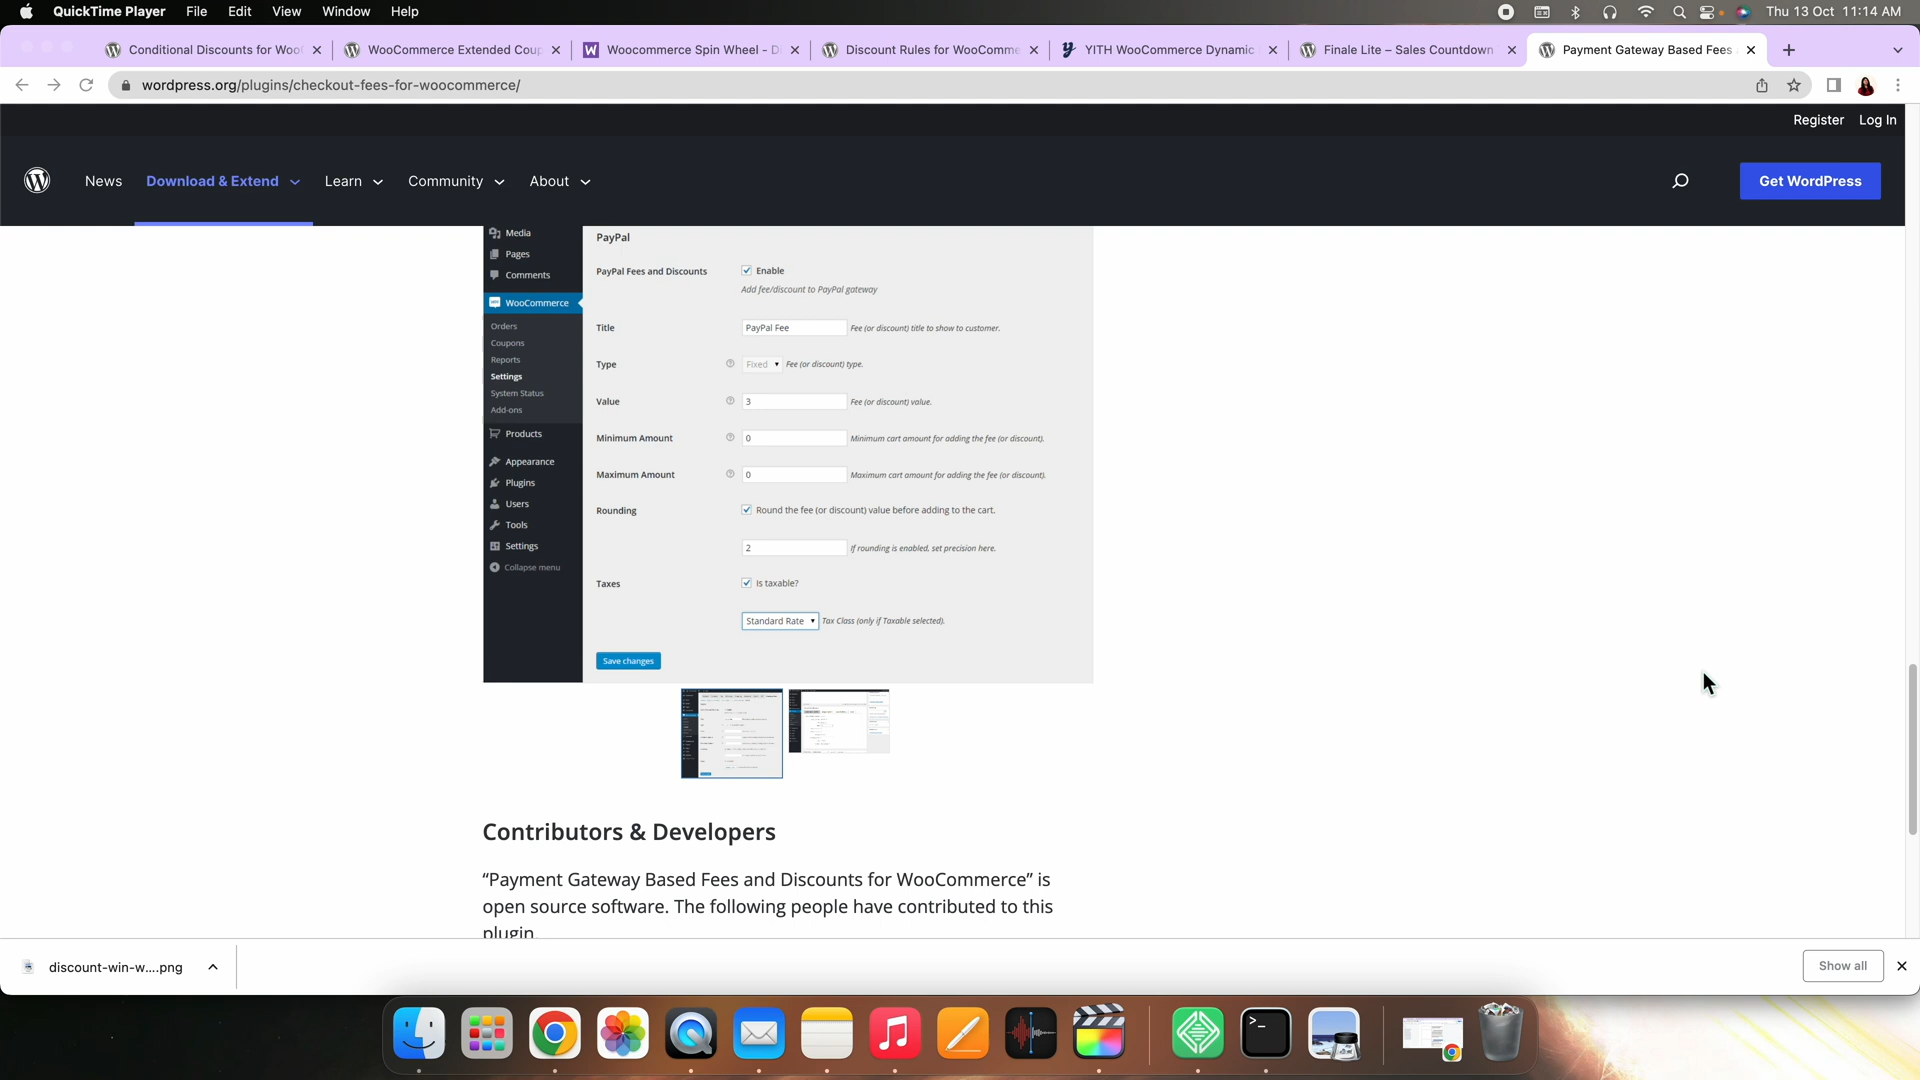 QuickTime Player File Edit View Window Help
Thu 13 Oct 11:14 AM
Conditional Discounts for Woo
WooCommerce Extended Coup
Woocommerce Spin Wheel - D
Discount Rules for WooComme
YITH WooCommerce Dynamic
Finale Lite – Sales Countdown
Payment Gateway Based Fees
wordpress.org/plugins/checkout-fees-for-woocommerce/
Register Log In
News Download & Extend Learn Community About
Get WordPress
Media
Pages
Comments
WooCommerce
Orders
Coupons
Reports
Settings
System Status
Add-ons
Products
Appearance
Plugins
Users
Tools
Settings
Collapse menu
PayPal
PayPal Fees and Discounts Enable
Add fee/discount to PayPal gateway
Title PayPal Fee Fee (or discount) title to show to customer.
Type Fixed Fee (or discount) type.
Value 3 Fee (or discount) value.
Minimum Amount 0 Minimum cart amount for adding the fee (or discount).
Maximum Amount 0 Maximum cart amount for adding the fee (or discount).
Rounding Round the fee (or discount) value before adding to the cart.
2 If rounding is enabled, set precision here.
Taxes Is taxable?
Standard Rate Tax Class (only if Taxable selected).
Save changes
Contributors & Developers
“Payment Gateway Based Fees and Discounts for WooCommerce” is
open source software. The following people have contributed to this
plugin.
discount-win-w....png
Show all